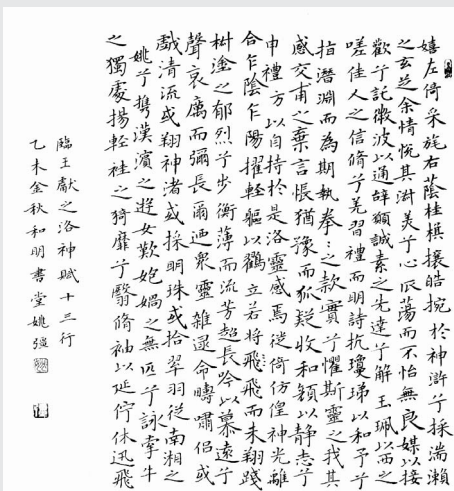 嬉左倚采旄右蔭桂旗攘皓捥於神滸兮採湍瀨
之玄芝余情悅其淑美兮心振蕩而不怡無良媒以接
歡兮託微波以通辭願誠素之先達兮解玉珮以要之
嗟佳人之信脩兮羌習禮而明詩抗瓊珶以和予兮
指潛淵而為期執拳之款實兮懼斯靈之我其
感交甫之棄言悵猶豫而狐疑收和顏以靜志兮
申禮方以自持於是洛靈感焉徙倚仿偟神光離
合乍陰乍陽擢輕軀以鶴立若將飛飛而未翔踐
椒塗之郁烈兮步衡薄而流芳超長吟以慕遠兮
聲哀厲而彌長爾迺衆靈雜遝命疇嘯侶或
戲清流或翔神渚或採明珠或拾翠羽從南湘之
姚兮攜漢濱之遊女歎媧之無匹兮詠牽牛
之獨處揚輕袿之猗靡兮翳脩袖以延佇休迅飛
臨王獻之洛神賦十三行
乙未金秋和明書堂姚強